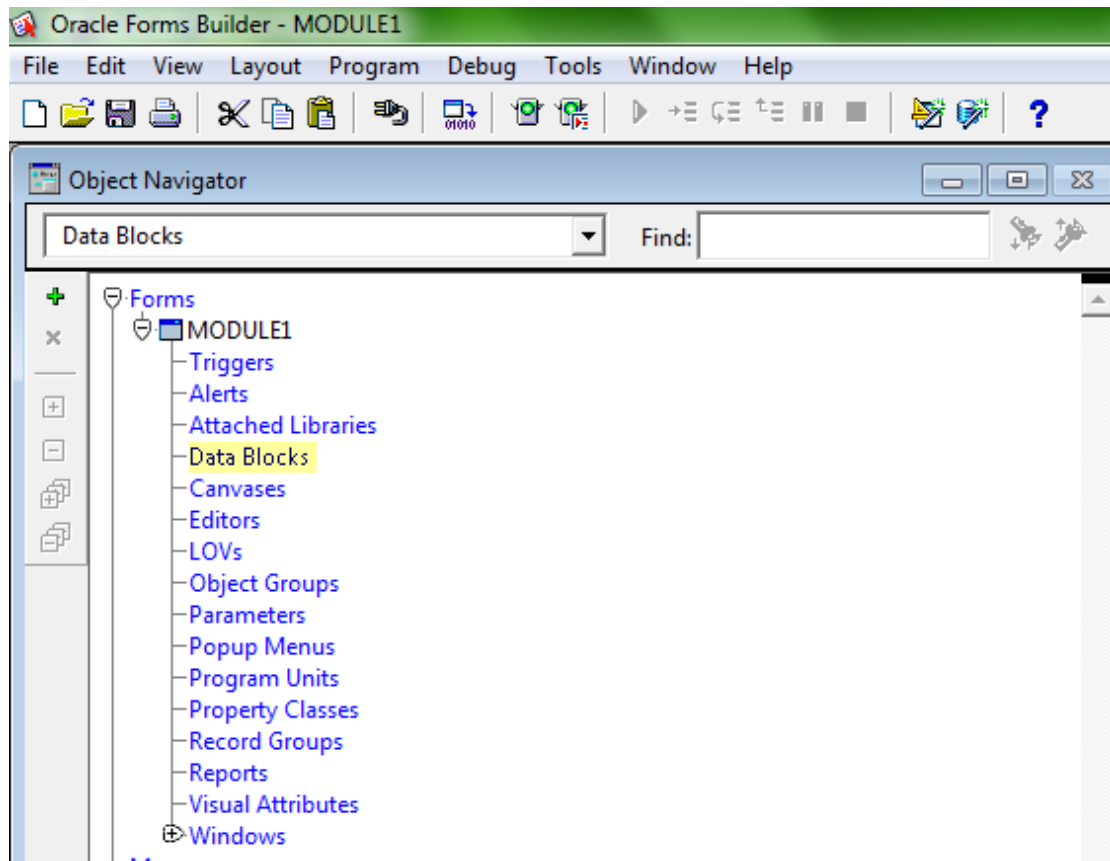 Oracle Forms Builder - MODULE1
File Edit View Layout Program Debug Tools Window Help
01010 ?
Object Navigator
Data Blocks Find:
Forms
MODULE1
Triggers
Alerts
Attached Libraries
Data Blocks
Canvases
Editors
LOVs
Object Groups
Parameters
Popup Menus
Program Units
Property Classes
Record Groups
Reports
Visual Attributes
Windows